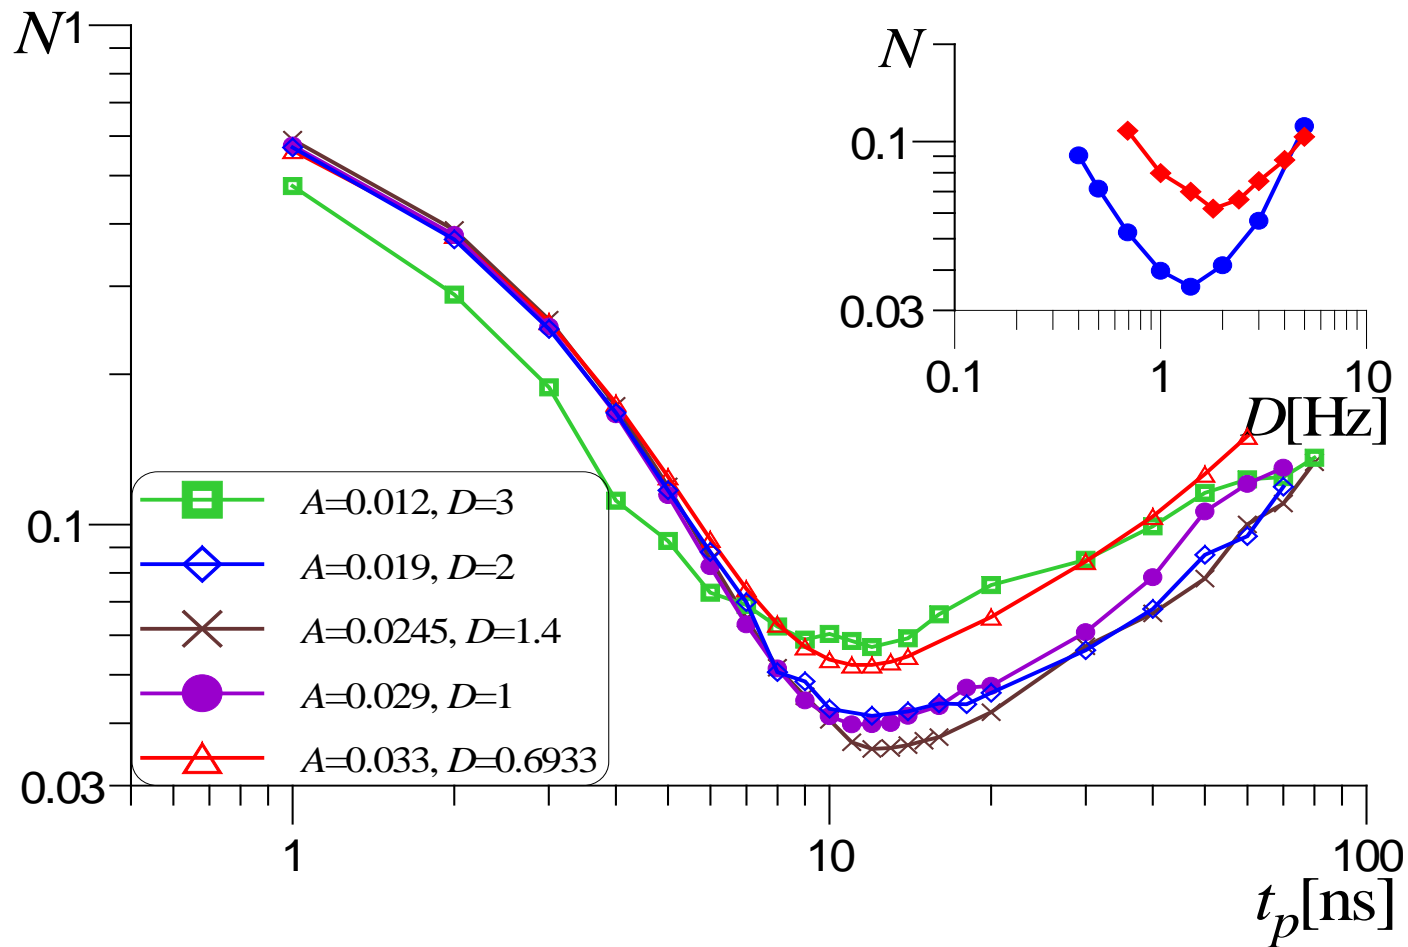 N 1
0.1
0.03
1 10 100
t_p[ns]
A=0.012, D=3
A=0.019, D=2
A=0.0245, D=1.4
A=0.029, D=1
A=0.033, D=0.6933
N
0.1
0.03
0.1 1 10
D[Hz]